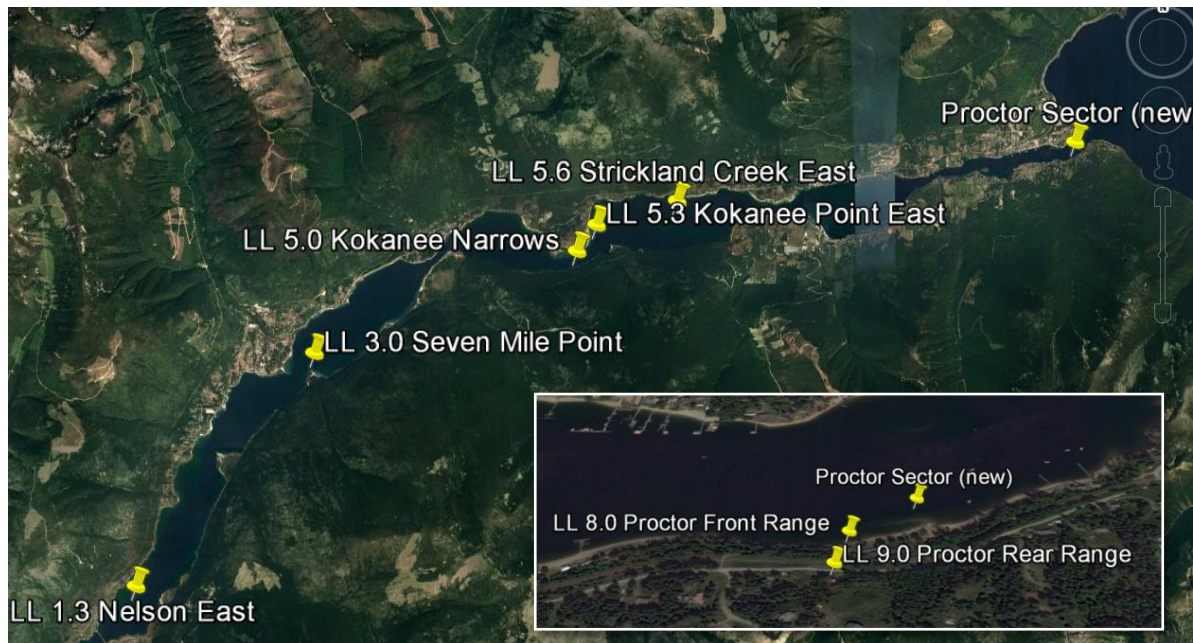 N
Proctor Sector (new
LL 5.6 Strickland Creek East
LL 5.3 Kokanee Point East
LL 5.0 Kokanee Narrows
LL 3.0 Seven Mile Point
LL 1.3 Nelson East
Proctor Sector (new)
LL 8.0 Proctor Front Range
LL 9.0 Proctor Rear Range